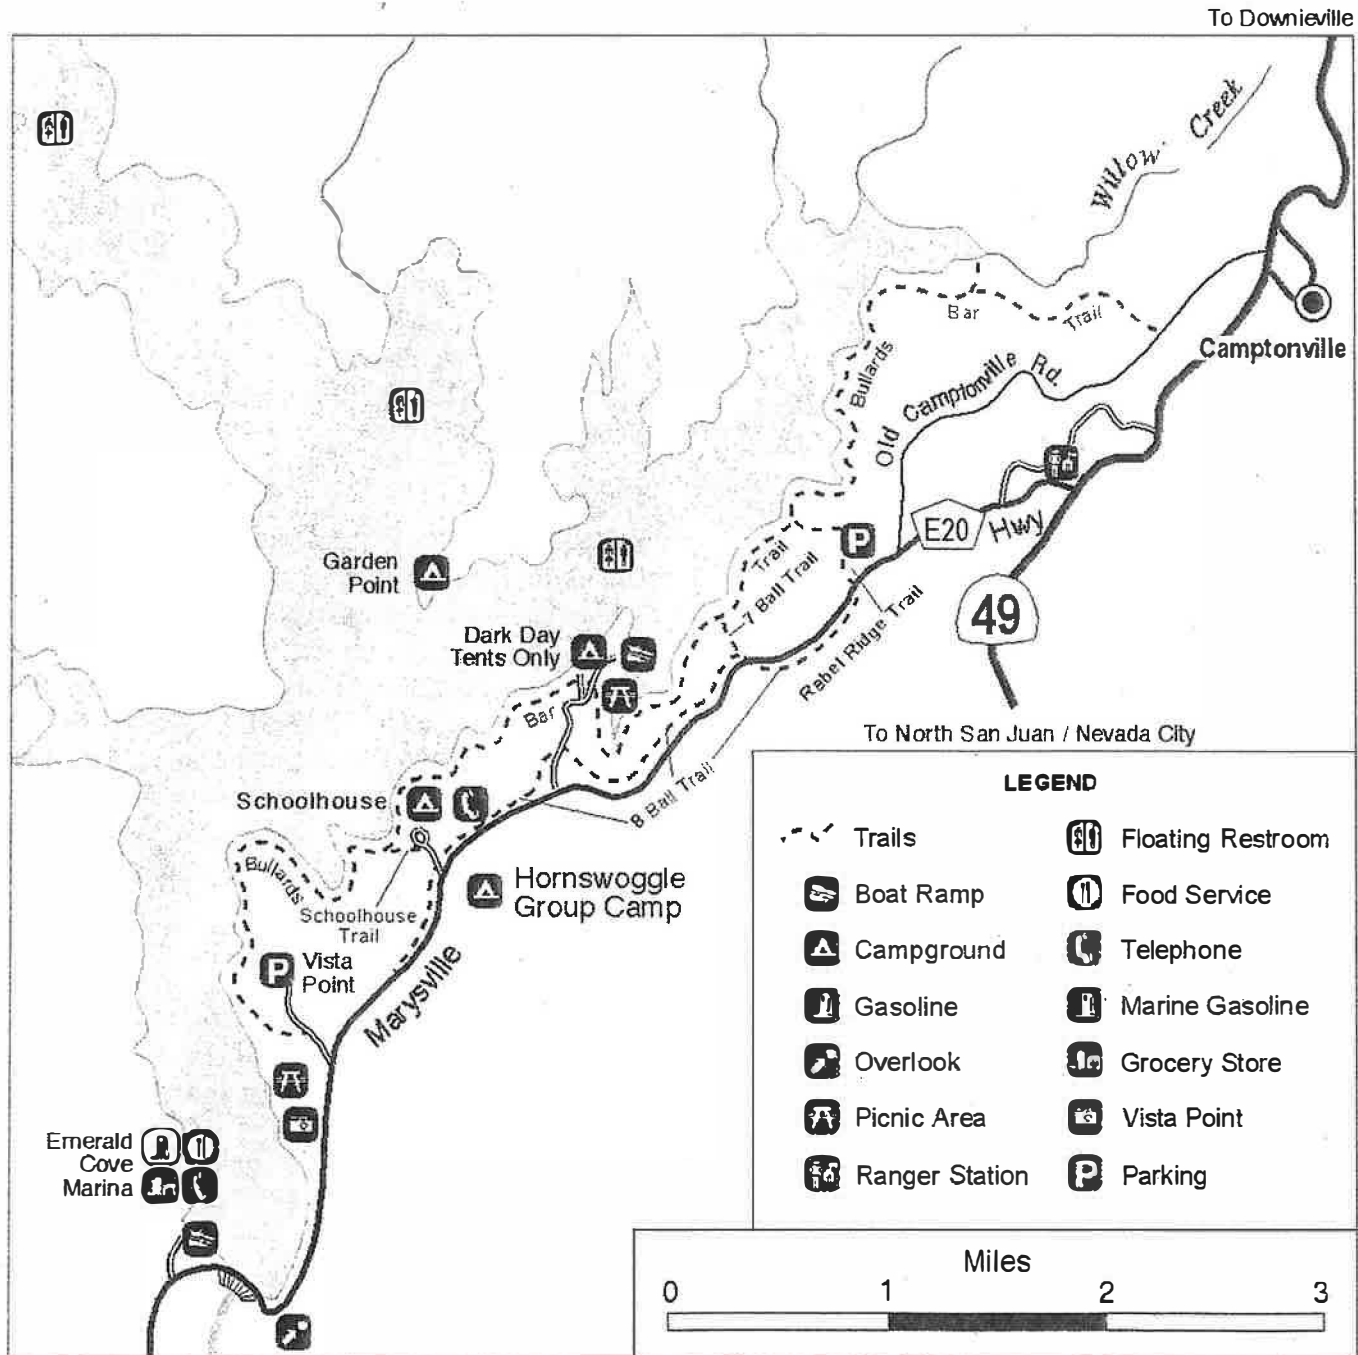 To Downieville
Willow Creek
Bar Trail
Bullards
Camptonville
Old Camptonville Rd.
E20
Hwy
49
Garden
Point
Trail
7 Ball Trail
Rebel Ridge Trail
Dark Day
Tents Only
Bar
To North San Juan / Nevada City
Schoolhouse
8 Ball Trail
Bullards
Schoolhouse
Trail
Hornswoggle
Group Camp
Vista
Point
Marysville
Emerald
Cove
Marina
LEGEND
Trails
Boat Ramp
Campground
Gasoline
Overlook
Picnic Area
Ranger Station
Floating Restroom
Food Service
Telephone
Marine Gasoline
Grocery Store
Vista Point
Parking
Miles
0 1 2 3